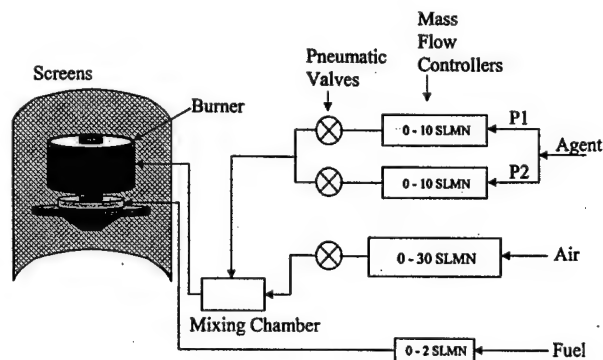 Mass
Flow
Controllers
Pneumatic
Valves
Screens
Burner
0 - 10 SLMN
P1
Agent
0 - 10 SLMN
P2
0 - 30 SLMN
Air
Mixing Chamber
0 - 2 SLMN
Fuel